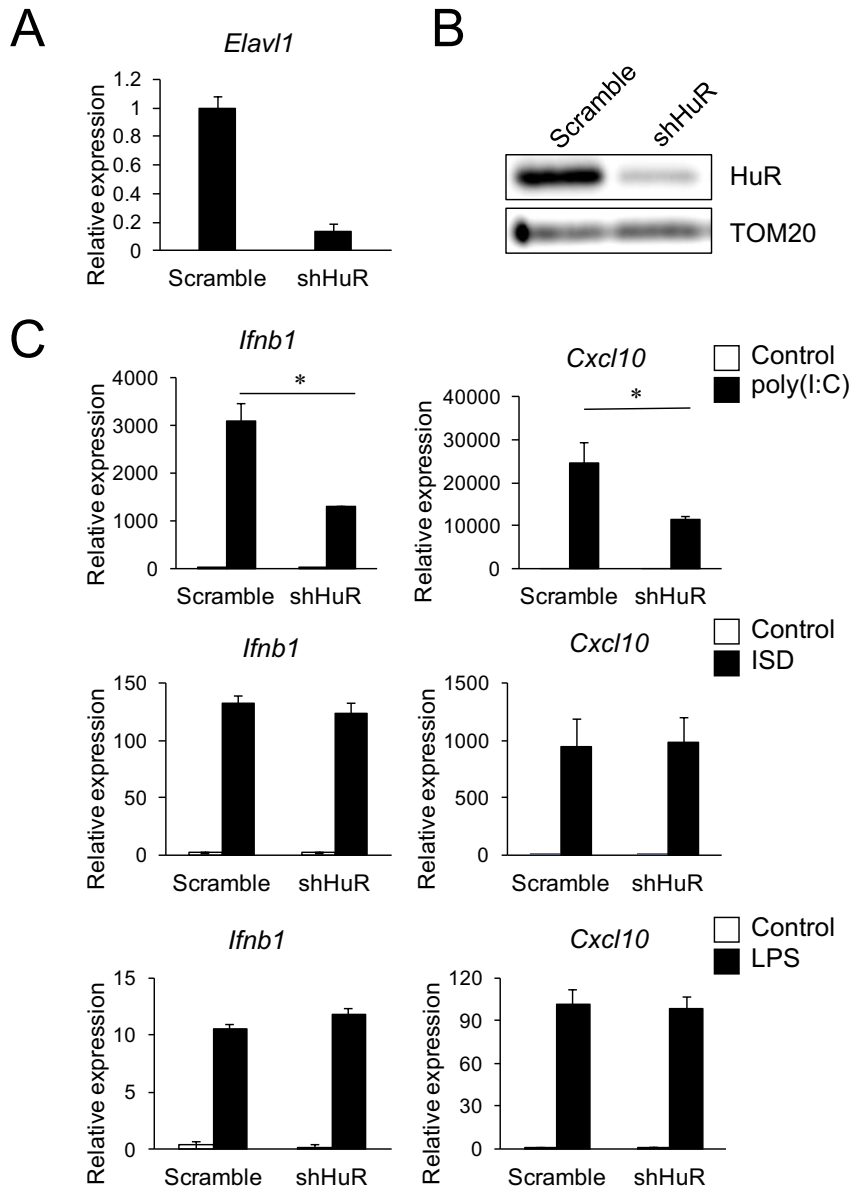 A
Elavl1
Relative expression
1.2
1
0.8
0.6
0.4
0.2
0
Scramble
shHuR
B
Scramble
shHuR
HuR
TOM20
C
Ifnb1
Relative expression
4000
3000
2000
1000
0
*
Scramble
shHuR
Cxcl10
Relative expression
40000
30000
20000
10000
0
*
Scramble
shHuR
Control
poly(I:C)
Ifnb1
Relative expression
150
100
50
0
Scramble
shHuR
Cxcl10
Relative expression
1500
1000
500
0
Scramble
shHuR
Control
ISD
Ifnb1
Relative expression
15
10
5
0
Scramble
shHuR
Cxcl10
Relative expression
120
90
60
30
0
Scramble
shHuR
Control
LPS